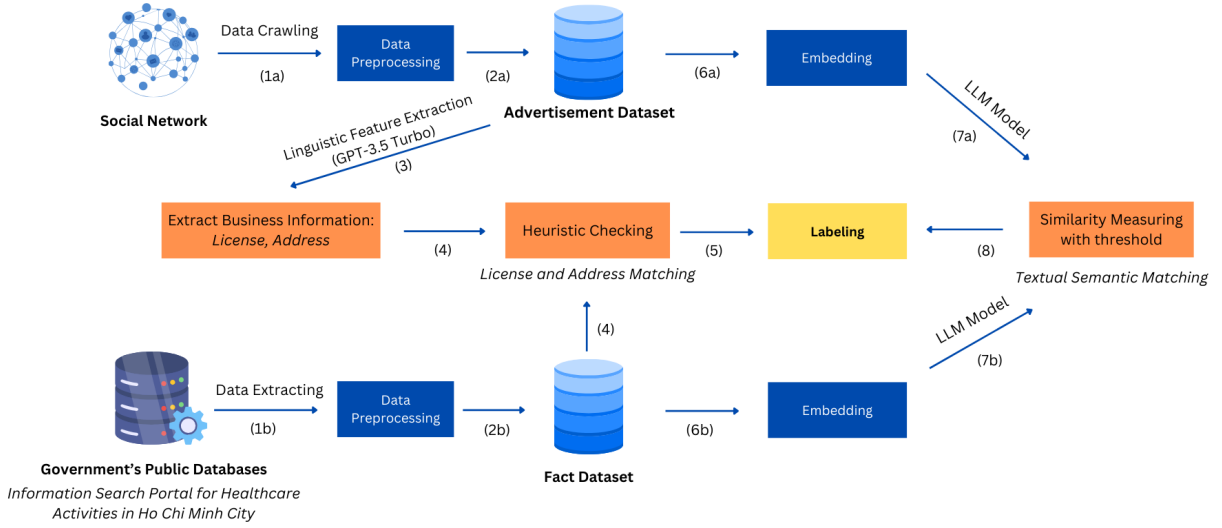 Data Crawling
(1a)
Social Network
Data
Preprocessing
(2a)
Advertisement Dataset
(6a)
Embedding
LLM Model
(7a)
Linguistic Feature Extraction
(GPT-3.5 Turbo)
(3)
Extract Business Information:
License, Address
(4)
Heuristic Checking
License and Address Matching
(5)
Labeling
(8)
Similarity Measuring
with threshold
Textual Semantic Matching
(4)
LLM Model
(7b)
Data Extracting
(1b)
Government’s Public Databases
Information Search Portal for Healthcare
Activities in Ho Chi Minh City
Data
Preprocessing
(2b)
Fact Dataset
(6b)
Embedding